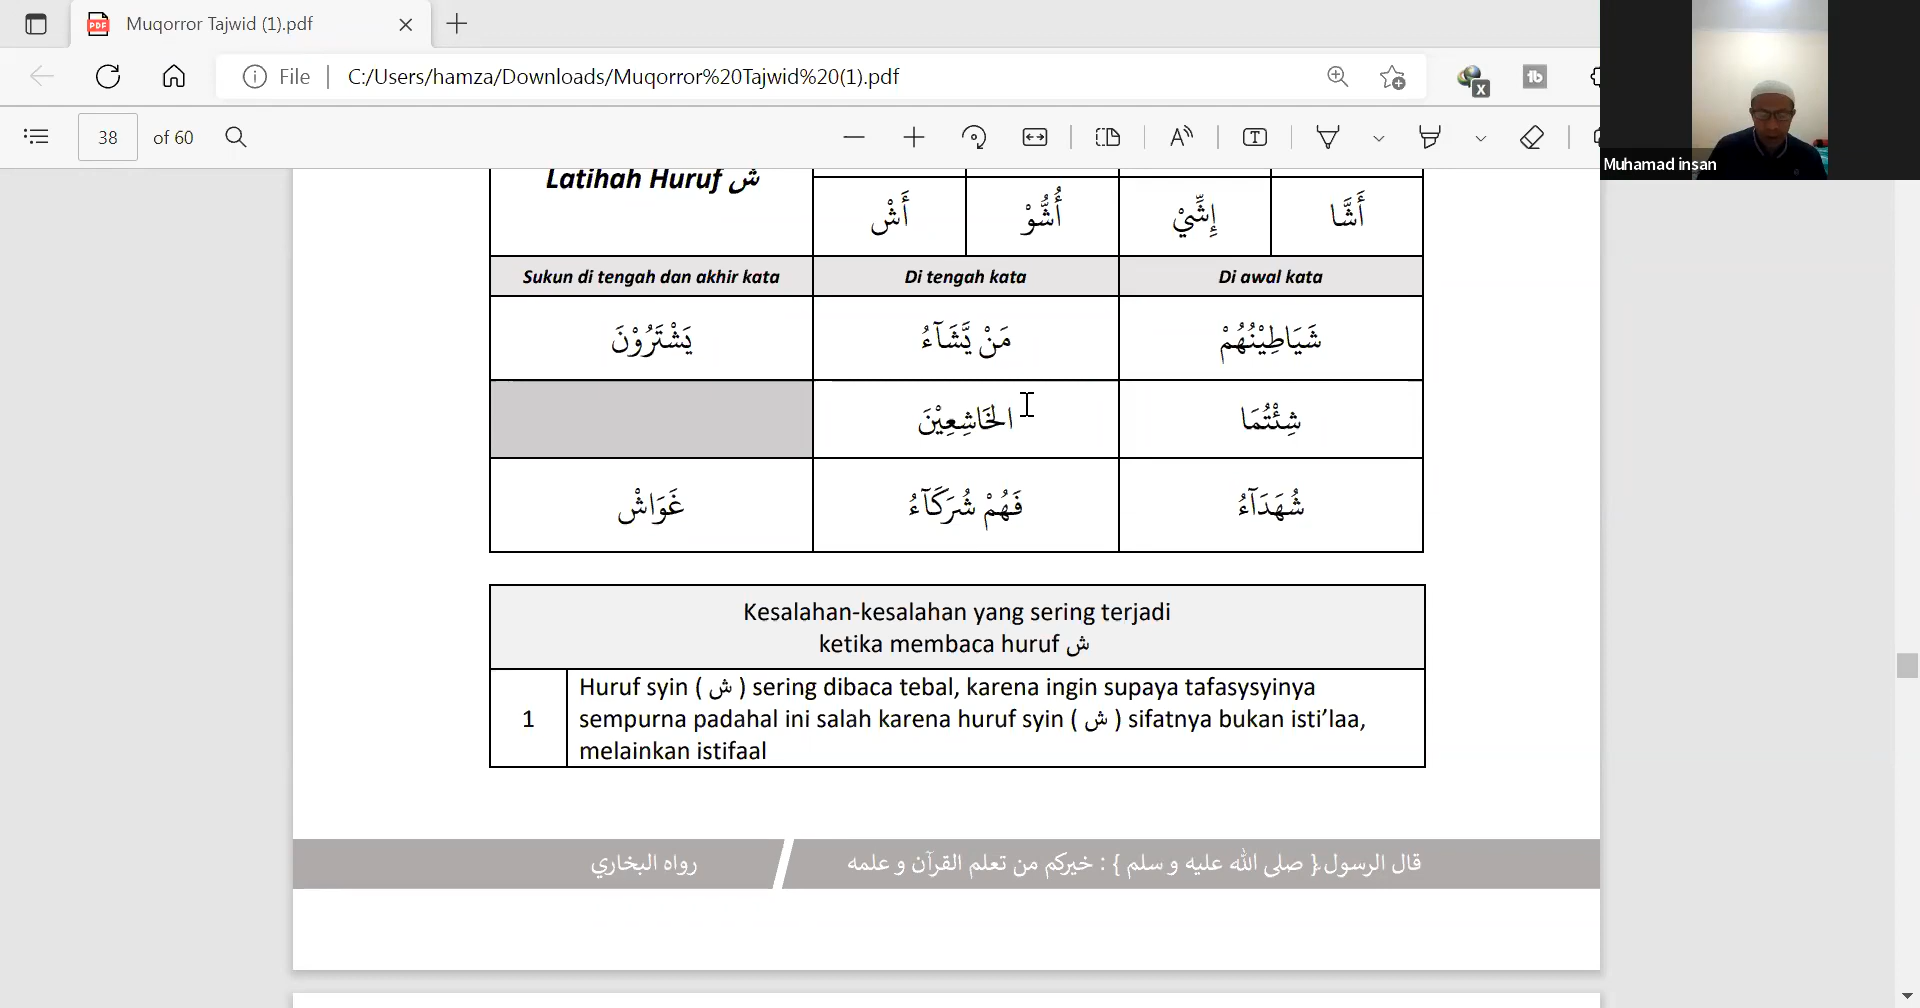 Muqorror Tajwid (1).pdf
File
C:/Users/hamza/Downloads/Muqorror%20Tajwid%20(1).pdf
38 of 60
Muhamad insan
Latihah Huruf ش
أَشَّا إِشِّيْ أُشُّوْ أَشْ
Sukun di tengah dan akhir kata Di tengah kata Di awal kata
شَيَاطِيْنُهُمْ مَنْ يَّشَآءُ يَشْتَرُوْنَ
شِئْتُمَا الخَاشِعِيْنَ
شُهَدَآءُ فَهُمْ شُرَكَآءُ غَوَاشْ
Kesalahan-kesalahan yang sering terjadi
ketika membaca huruf ش
1
Huruf syin ( ش ) sering dibaca tebal, karena ingin supaya tafasysyinya
sempurna padahal ini salah karena huruf syin ( ش ) sifatnya bukan isti’laa,
melainkan istifaal
قال الرسول { صلى الله عليه و سلم } : خيركم من تعلم القرآن و علمه
رواه البخاري